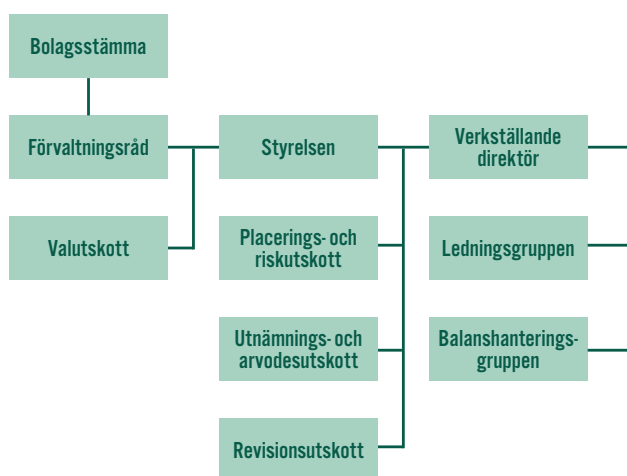 Bolagsstämma
Förvaltningsråd
Styrelsen
Verkställande
direktör
Valutskott
Placerings- och
riskutskott
Ledningsgruppen
Utnämnings- och
arvodesutskott
Balanshanterings-
gruppen
Revisionsutskott